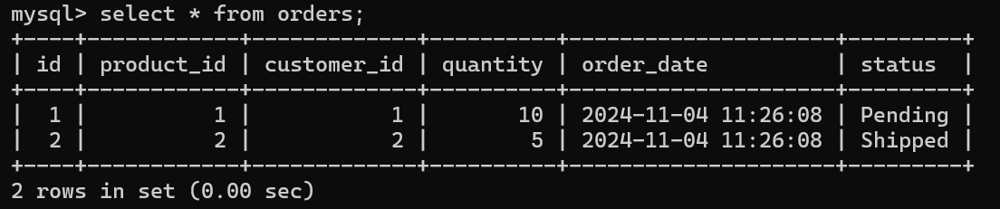 mysql> select * from orders;
+----+------------+-------------+----------+---------------------+---------+
| id | product_id | customer_id | quantity | order_date          | status  |
+----+------------+-------------+----------+---------------------+---------+
|  1 |          1 |           1 |       10 | 2024-11-04 11:26:08 | Pending |
|  2 |          2 |           2 |        5 | 2024-11-04 11:26:08 | Shipped |
+----+------------+-------------+----------+---------------------+---------+
2 rows in set (0.00 sec)